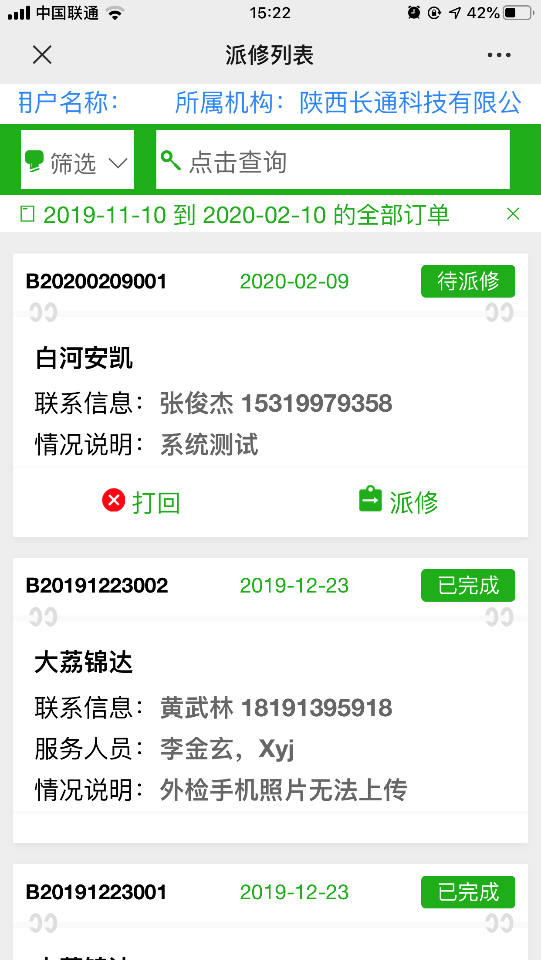 中国联通 15:22 42%
派修列表
用户名称： 所属机构：陕西长通科技有限公
筛选 点击查询
2019-11-10 到 2020-02-10 的全部订单
B20200209001 2020-02-09 待派修
白河安凯
联系信息：张俊杰 15319979358
情况说明：系统测试
打回 派修
B20191223002 2019-12-23 已完成
大荔锦达
联系信息：黄武林 18191395918
服务人员：李金玄，Xyj
情况说明：外检手机照片无法上传
B20191223001 2019-12-23 已完成